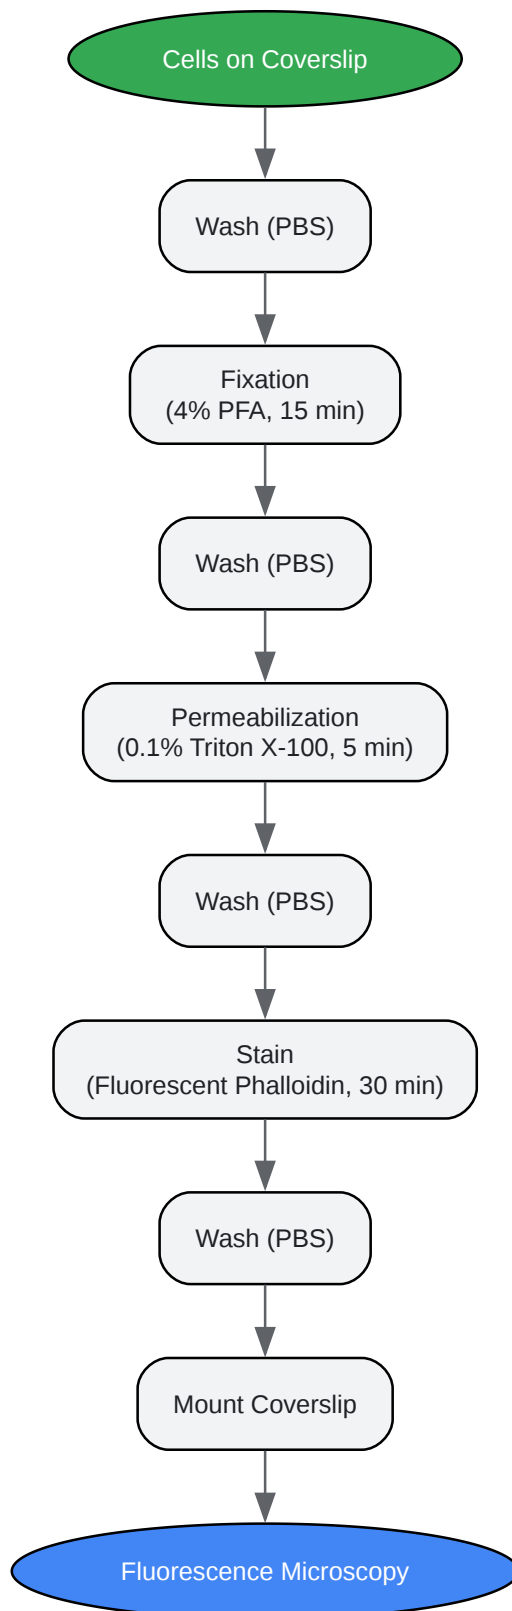 Cells on Coverslip
Wash (PBS)
Fixation
(4% PFA, 15 min)
Wash (PBS)
Permeabilization
(0.1% Triton X-100, 5 min)
Wash (PBS)
Stain
(Fluorescent Phalloidin, 30 min)
Wash (PBS)
Mount Coverslip
Fluorescence Microscopy